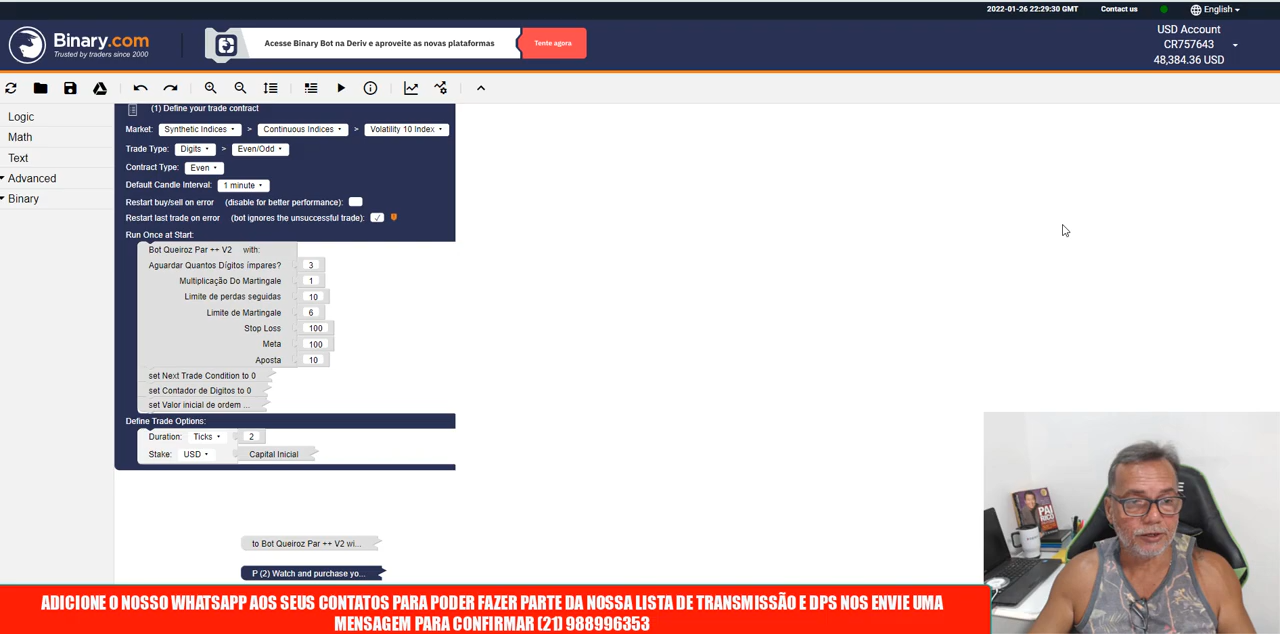 2022-01-26 22:29:30 GMT Contact us English
Binary.com
Trusted by traders since 2000
Acesse Binary Bot na Deriv e aproveite as novas plataformas
Tente agora
USD Account
CR757643
48,384.36 USD
Logic
Math
Text
Advanced
Binary
(1) Define your trade contract
Market: Synthetic Indices > Continuous Indices > Volatility 10 Index
Trade Type: Digits > Even/Odd
Contract Type: Even
Default Candle Interval: 1 minute
Restart buy/sell on error (disable for better performance):
Restart last trade on error (bot ignores the unsuccessful trade): ✓
Run Once at Start:
Bot Queiroz Par ++ V2 with:
Aguardar Quantos Dígitos ímpares? 3
Multiplicação Do Martingale 1
Limite de perdas seguidas 10
Limite de Martingale 6
Stop Loss 100
Meta 100
Aposta 10
set Next Trade Condition to 0
set Contador de Digitos to 0
set Valor inicial de ordem ...
Define Trade Options:
Duration: Ticks 2
Stake: USD Capital Inicial
to Bot Queiroz Par ++ V2 wi...
P (2) Watch and purchase yo...
PAI
ADICIONE O NOSSO WHATSAPP AOS SEUS CONTATOS PARA PODER FAZER PARTE DA NOSSA LISTA DE TRANSMISSÃO E DPS NOS ENVIE UMA
MENSAGEM PARA CONFIRMAR (21) 988996353